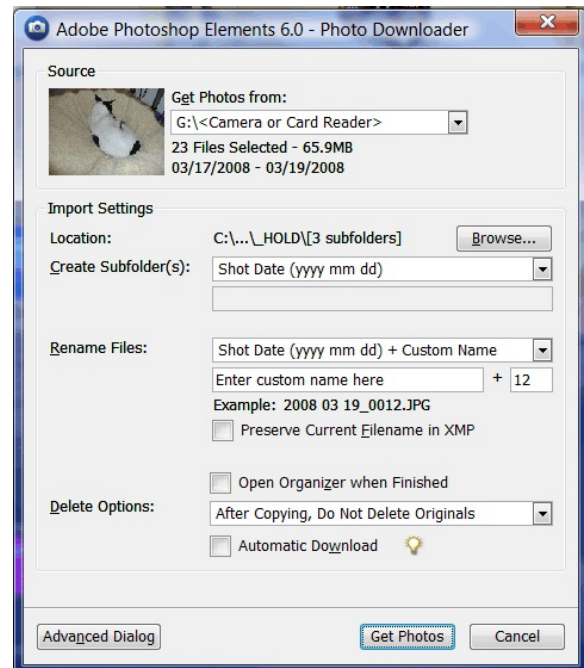 Adobe Photoshop Elements 6.0 - Photo Downloader
Source
Get Photos from:
G:\<Camera or Card Reader>
23 Files Selected - 65.9MB
03/17/2008 - 03/19/2008
Import Settings
Location: C:\...\_HOLD\[3 subfolders] Browse...
Create Subfolder(s): Shot Date (yyyy mm dd)
Rename Files: Shot Date (yyyy mm dd) + Custom Name
Enter custom name here + 12
Example: 2008 03 19_0012.JPG
Preserve Current Filename in XMP
Open Organizer when Finished
Delete Options: After Copying, Do Not Delete Originals
Automatic Download
Advanced Dialog Get Photos Cancel